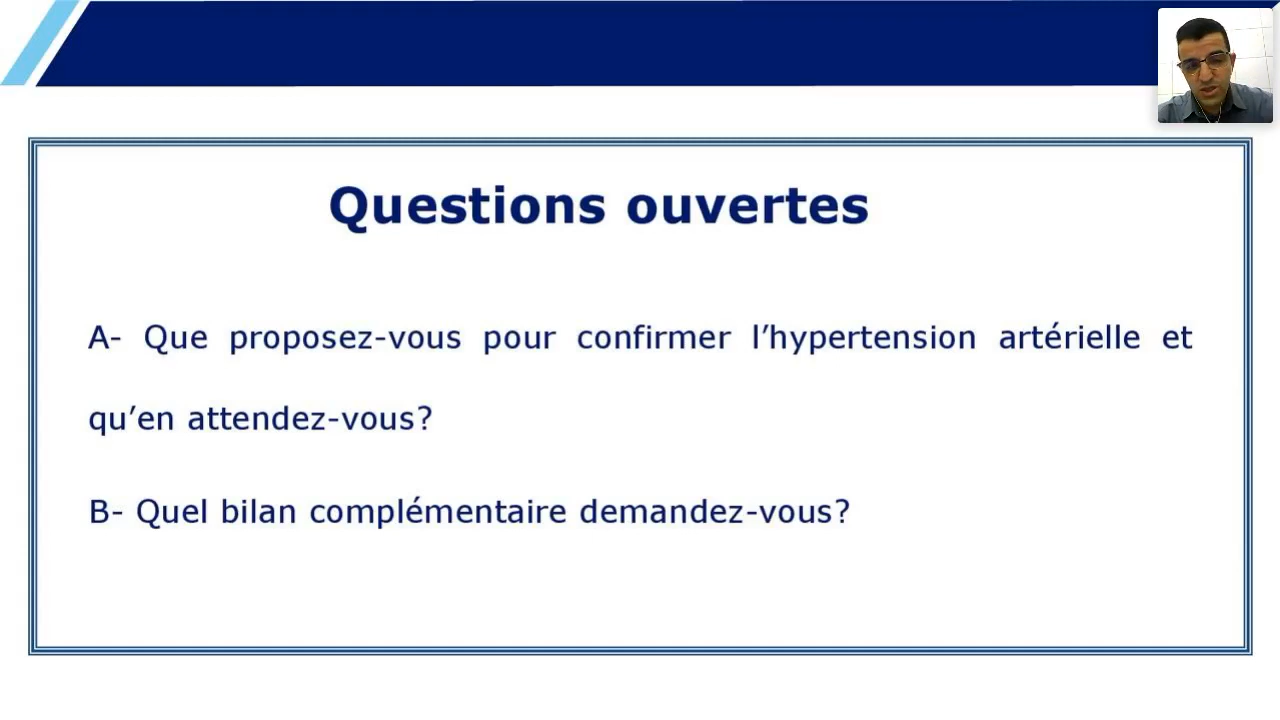 Questions ouvertes
A- Que proposez-vous pour confirmer l’hypertension artérielle et
qu’en attendez-vous?
B- Quel bilan complémentaire demandez-vous?